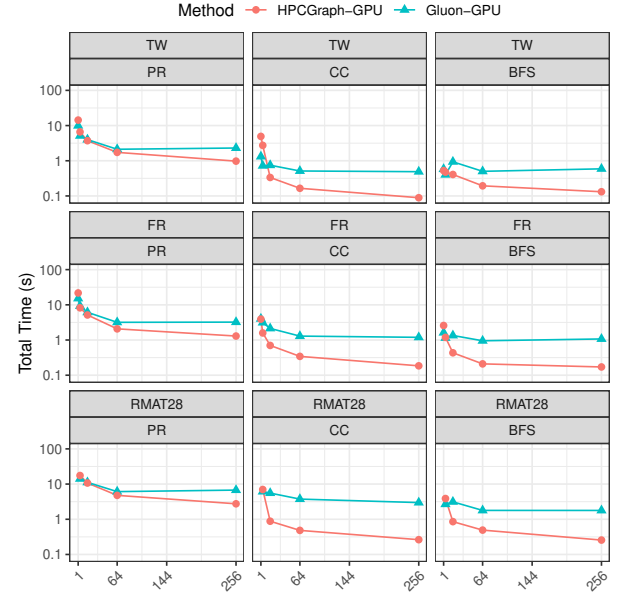 Method HPCGraph-GPU Gluon-GPU
TW TW TW
PR CC BFS
100
10
1
0.1
FR FR FR
PR CC BFS
100
10
1
0.1
Total Time (s)
RMAT28 RMAT28 RMAT28
PR CC BFS
100
10
1
0.1
1 64 144 256 1 64 144 256 1 64 144 256